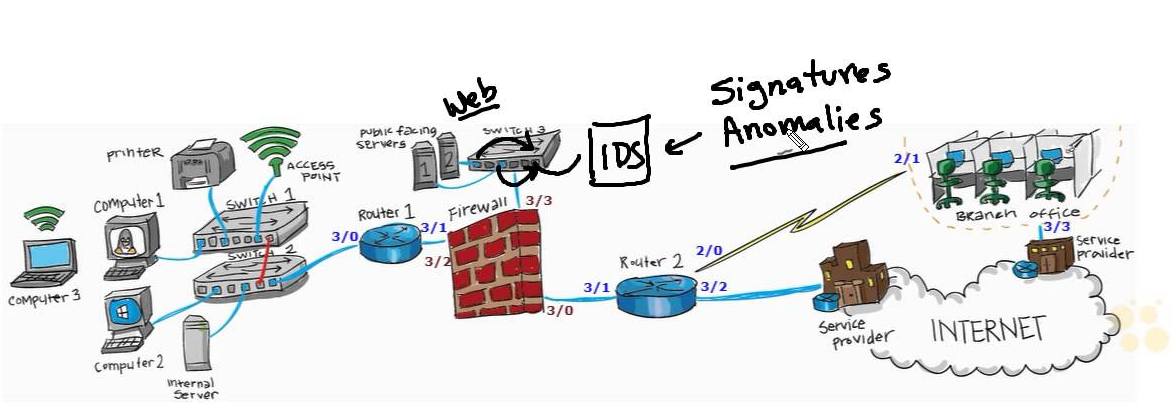 Signatures
Anomalies
Web
IDS
public facing
servers
1
2
SWITCH 3
printer
ACCESS
POINT
Computer 1
SWITCH 1
SWITCH 2
Computer 3
Computer 2
Internal
Server
Router 1
3/0
3/1
Firewall
3/2
3/3
3/0
Router 2
3/1
2/0
3/2
2/1
Branch office
3/3
Service
provider
Service
provider
INTERNET